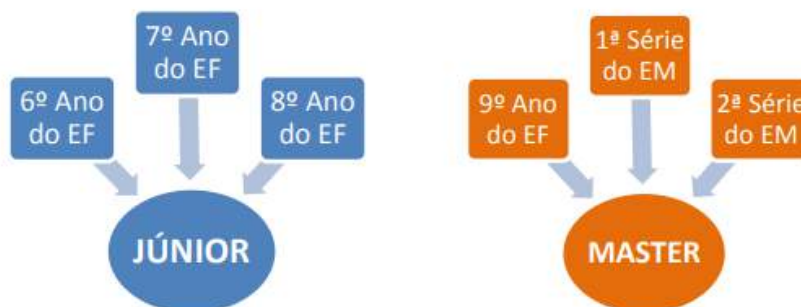 7º Ano
do EF
6º Ano
do EF
8º Ano
do EF
JÚNIOR
1ª Série
do EM
9º Ano
do EF
2ª Série
do EM
MASTER